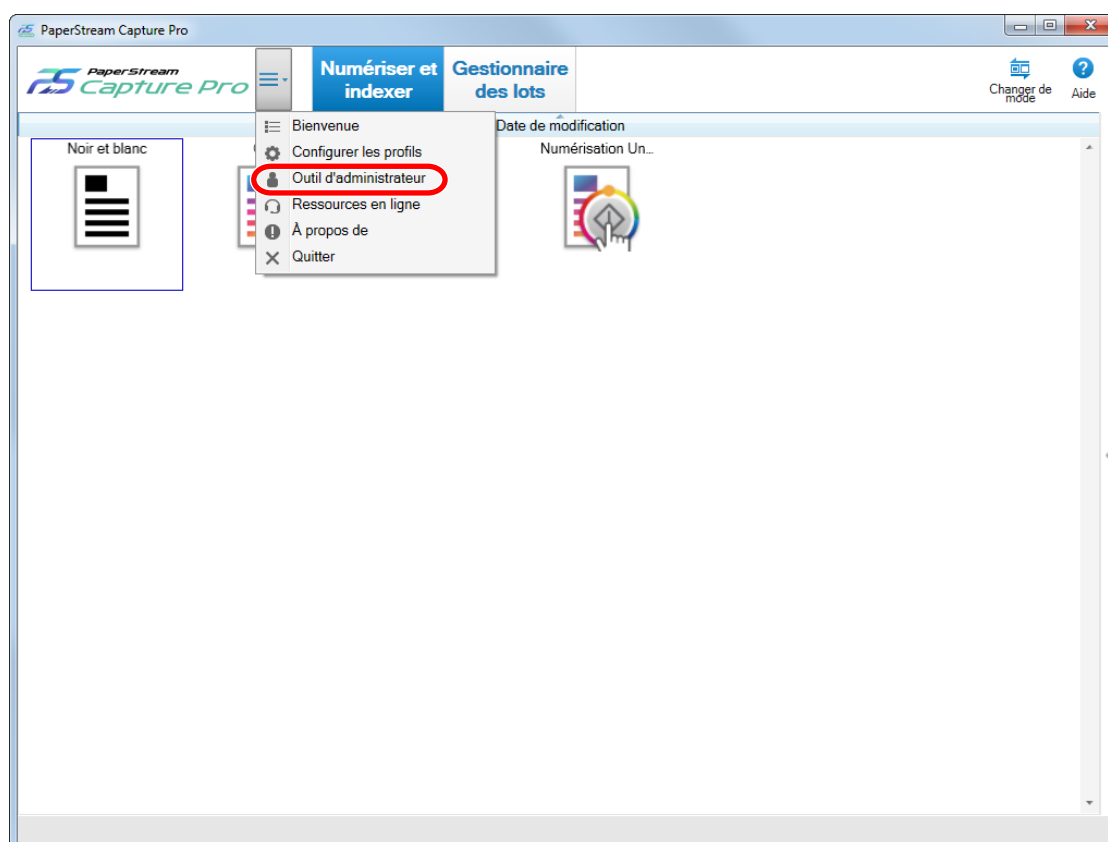 PaperStream Capture Pro
PaperStream
Capture Pro
Numériser et
indexer
Gestionnaire
des lots
Changer de
mode
Aide
Date de modification
Noir et blanc
Numérisation Un...
Bienvenue
Configurer les profils
Outil d'administrateur
Ressources en ligne
À propos de
Quitter